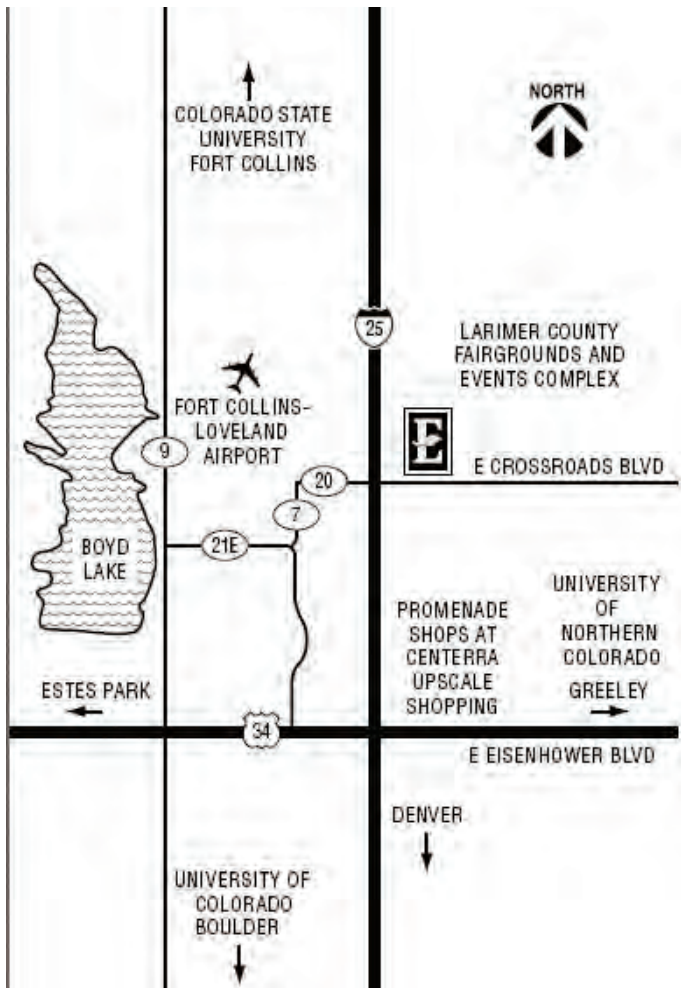 COLORADO STATE
UNIVERSITY
FORT COLLINS
NORTH
25
LARIMER COUNTY
FAIRGROUNDS AND
EVENTS COMPLEX
FORT COLLINS-
LOVELAND
AIRPORT
9
E
E CROSSROADS BLVD
20
7
21E
BOYD
LAKE
PROMENADE
SHOPS AT
CENTERRA
UPSCALE
SHOPPING
UNIVERSITY
OF
NORTHERN
COLORADO
GREELEY
ESTES PARK
34
E EISENHOWER BLVD
DENVER
UNIVERSITY OF
COLORADO
BOULDER